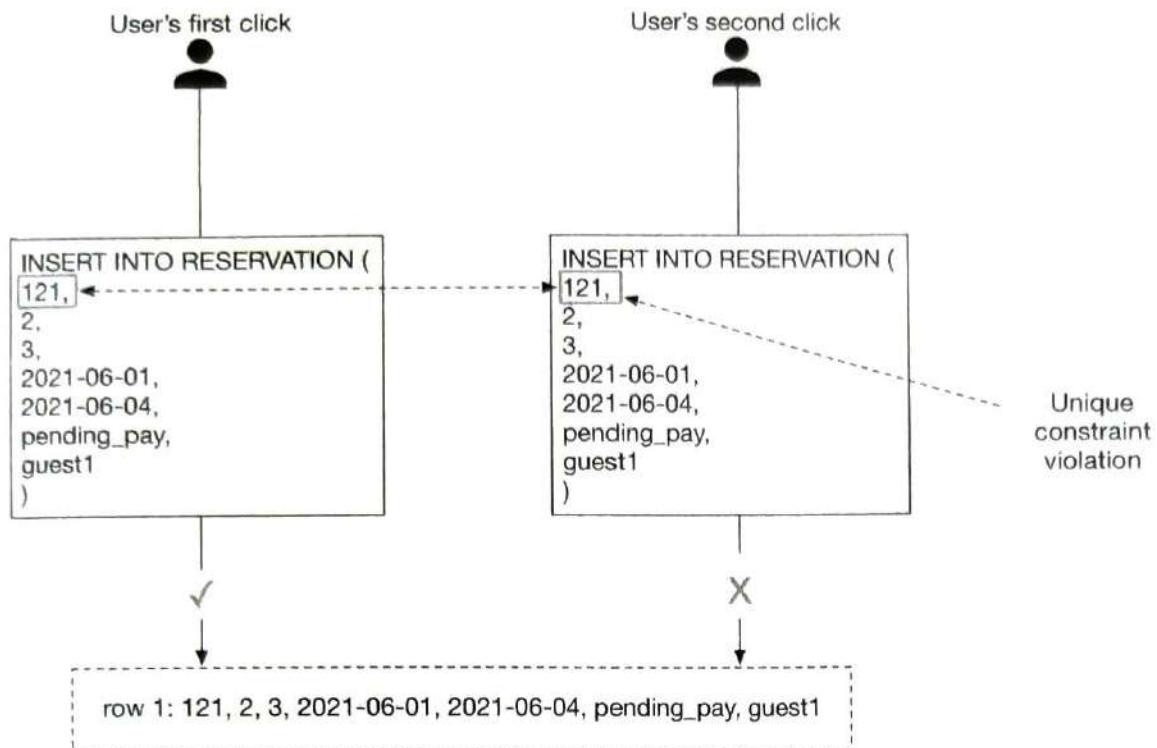 User's first click
User's second click
INSERT INTO RESERVATION (
121,
2,
3,
2021-06-01,
2021-06-04,
pending_pay,
guest1
)
INSERT INTO RESERVATION (
121,
2,
3,
2021-06-01,
2021-06-04,
pending_pay,
guest1
)
Unique
constraint
violation
row 1: 121, 2, 3, 2021-06-01, 2021-06-04, pending_pay, guest1